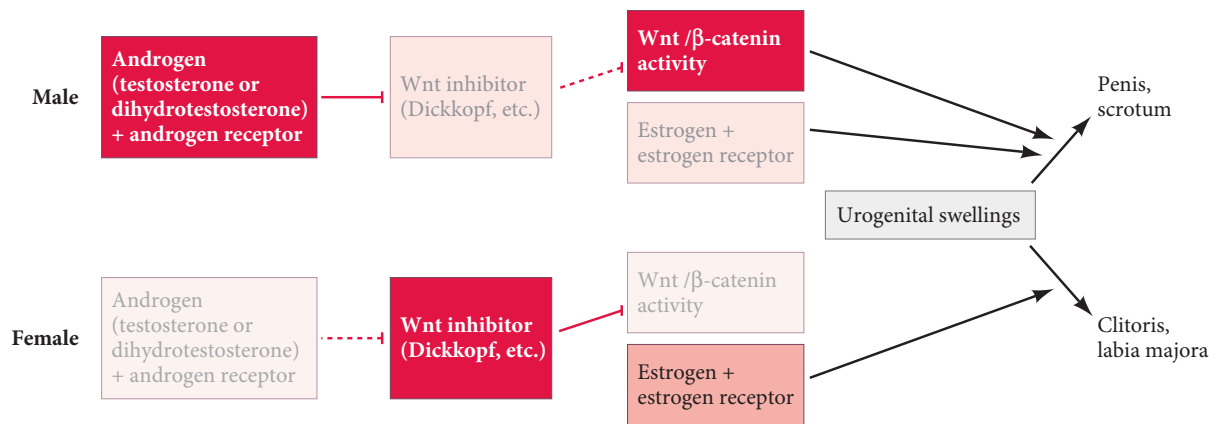 Male
Androgen
(testosterone or
dihydrotestosterone)
+ androgen receptor
Wnt inhibitor
(Dickkopf, etc.)
Wnt /β-catenin
activity
Estrogen +
estrogen receptor
Penis,
scrotum
Urogenital swellings
Female
Androgen
(testosterone or
dihydrotestosterone)
+ androgen receptor
Wnt inhibitor
(Dickkopf, etc.)
Wnt /β-catenin
activity
Estrogen +
estrogen receptor
Clitoris,
labia majora